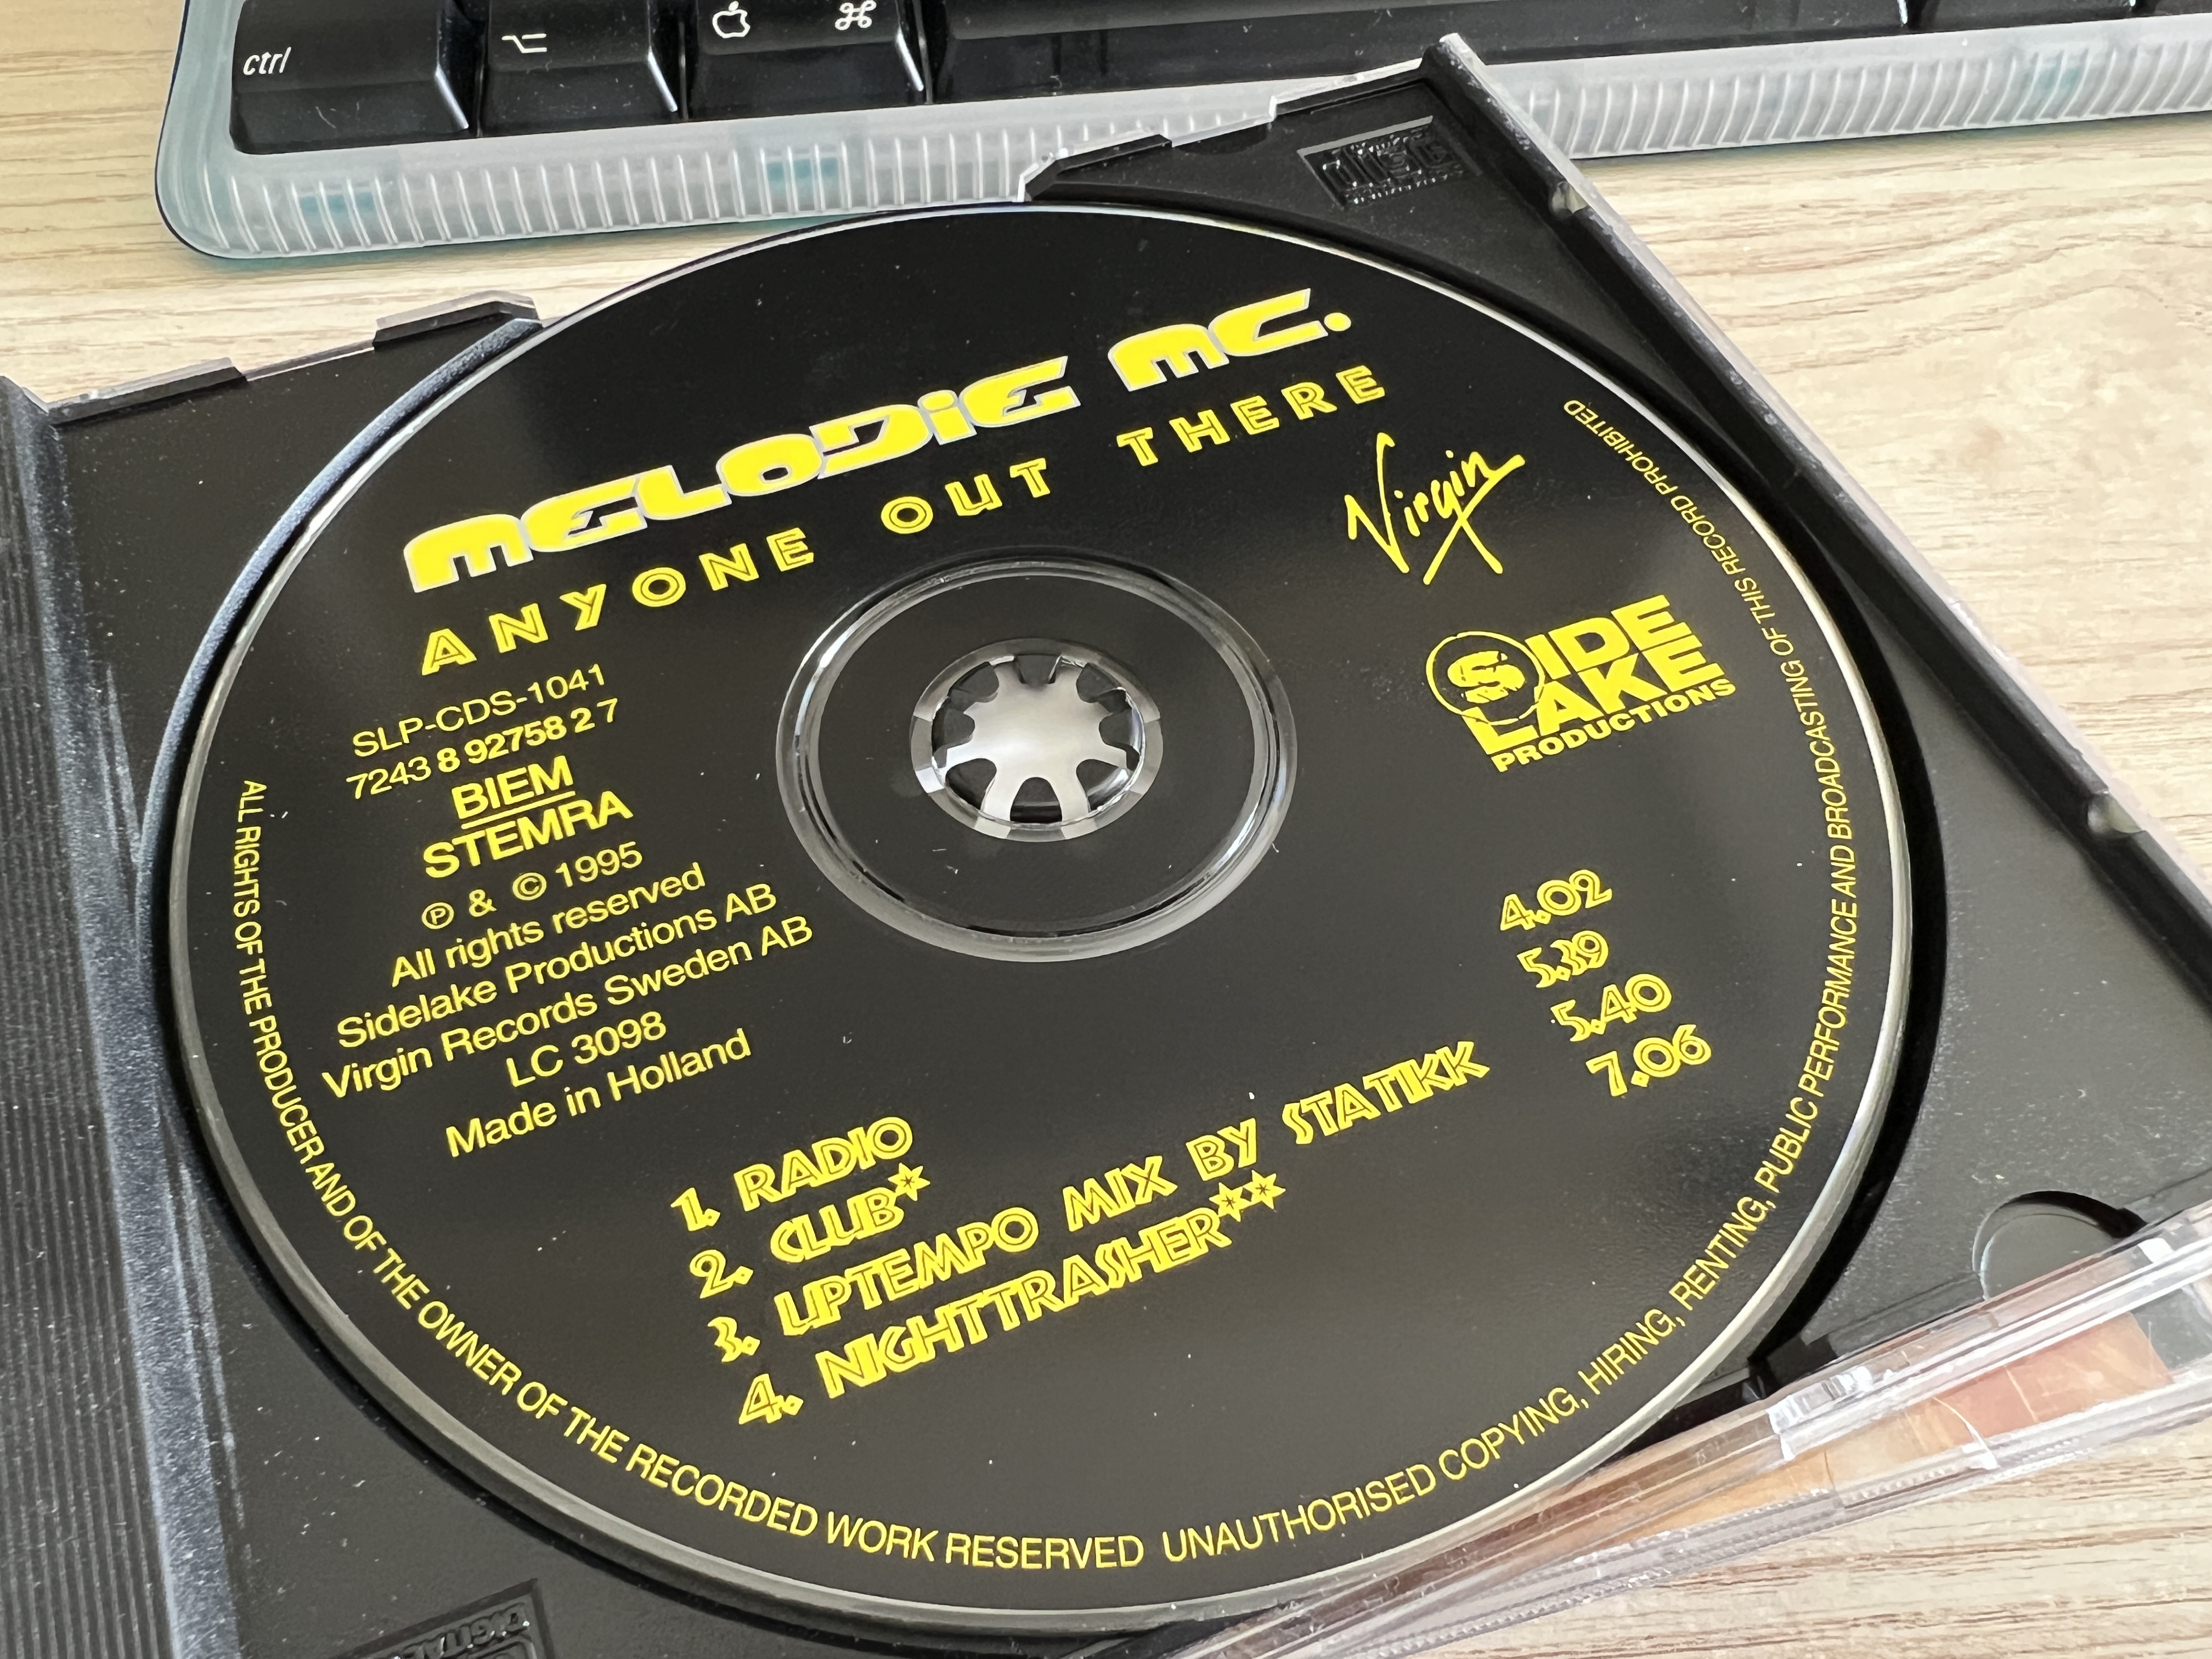 ctrl
⌥
⌘
disc
MELODIE MC.
ANYONE OUT THERE
Virgin
SIDE
LAKE
PRODUCTIONS
SLP-CDS-1041
7243 8 92758 2 7
BIEM
STEMRA
℗ & © 1995
All rights reserved
Sidelake Productions AB
Virgin Records Sweden AB
LC 3098
Made in Holland
1. RADIO 4.02
2. CLUB* 5.39
3. UPTEMPO MIX BY STATIKK 5.40
4. NIGHTTRASHER** 7.06
ALL RIGHTS OF THE PRODUCER AND OF THE OWNER OF THE RECORDED WORK RESERVED UNAUTHORISED COPYING, HIRING, RENTING, PUBLIC PERFORMANCE AND BROADCASTING OF THIS RECORD PROHIBITED